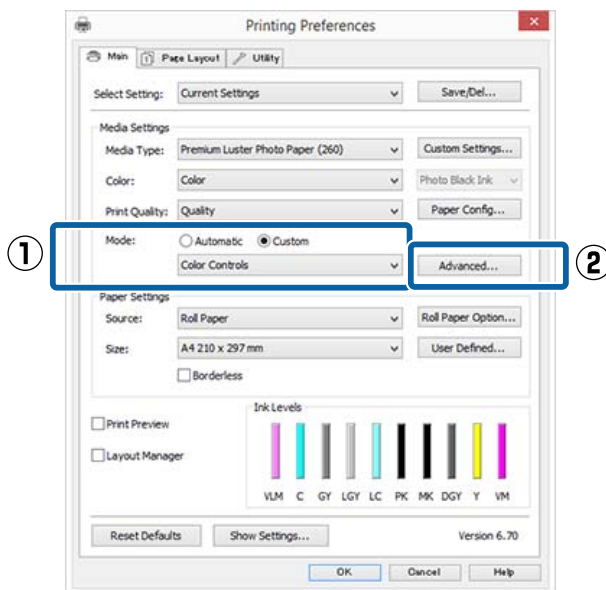 Printing Preferences
Main Page Layout Utility
Select Setting: Current Settings Save/Del...
Media Settings
Media Type: Premium Luster Photo Paper (260) Custom Settings...
Color: Color Photo Black Ink
Print Quality: Quality Paper Config...
Mode: Automatic Custom
1
Color Controls Advanced...
2
Paper Settings
Source: Roll Paper Roll Paper Option...
Size: A4 210 x 297 mm User Defined...
Borderless
Print Preview
Ink Levels
Layout Manager
VLM C GY LGY LC PK MK DGY Y VM
Reset Defaults Show Settings... Version 6.70
OK Cancel Help